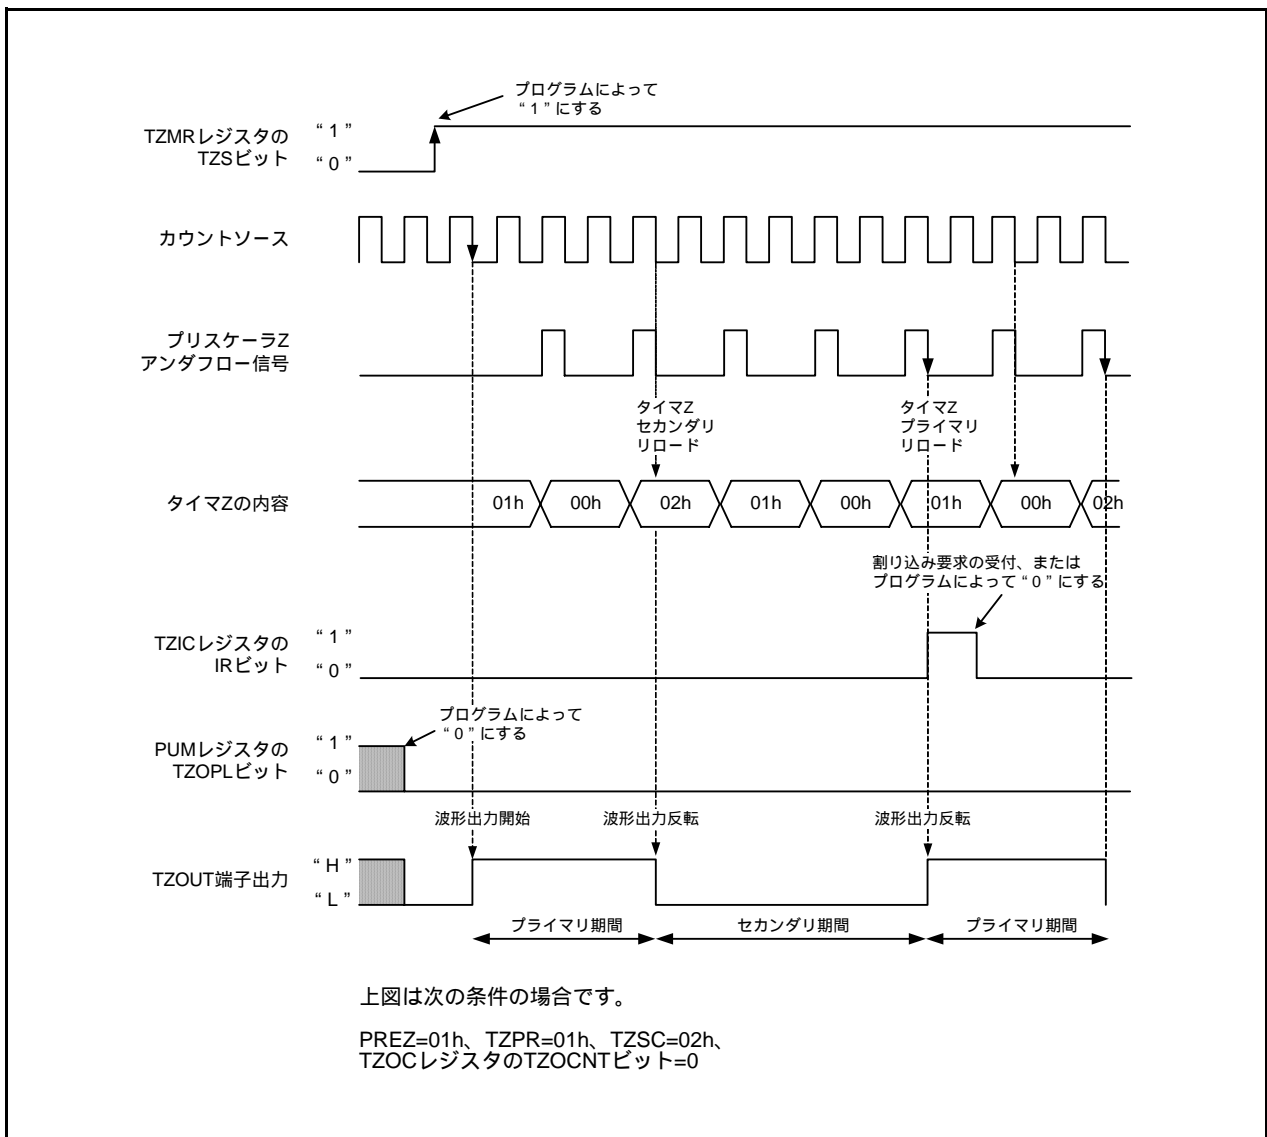 プログラムによって
“1”にする
TZMRレジスタの
TZSビット
“1”
“0”
カウントソース
プリスケーラZ
アンダフロー信号
タイマZ
セカンダリ
リロード
タイマZ
プライマリ
リロード
タイマZの内容
01h
00h
02h
01h
00h
01h
00h
02h
割り込み要求の受付、または
プログラムによって“0”にする
TZICレジスタの
IRビット
“1”
“0”
プログラムによって
“0”にする
PUMレジスタの
TZOPLビット
“1”
“0”
波形出力開始
波形出力反転
波形出力反転
TZOUT端子出力
“H”
“L”
プライマリ期間
セカンダリ期間
プライマリ期間
上図は次の条件の場合です。
PREZ=01h、TZPR=01h、TZSC=02h、
TZOCレジスタのTZOCNTビット=0